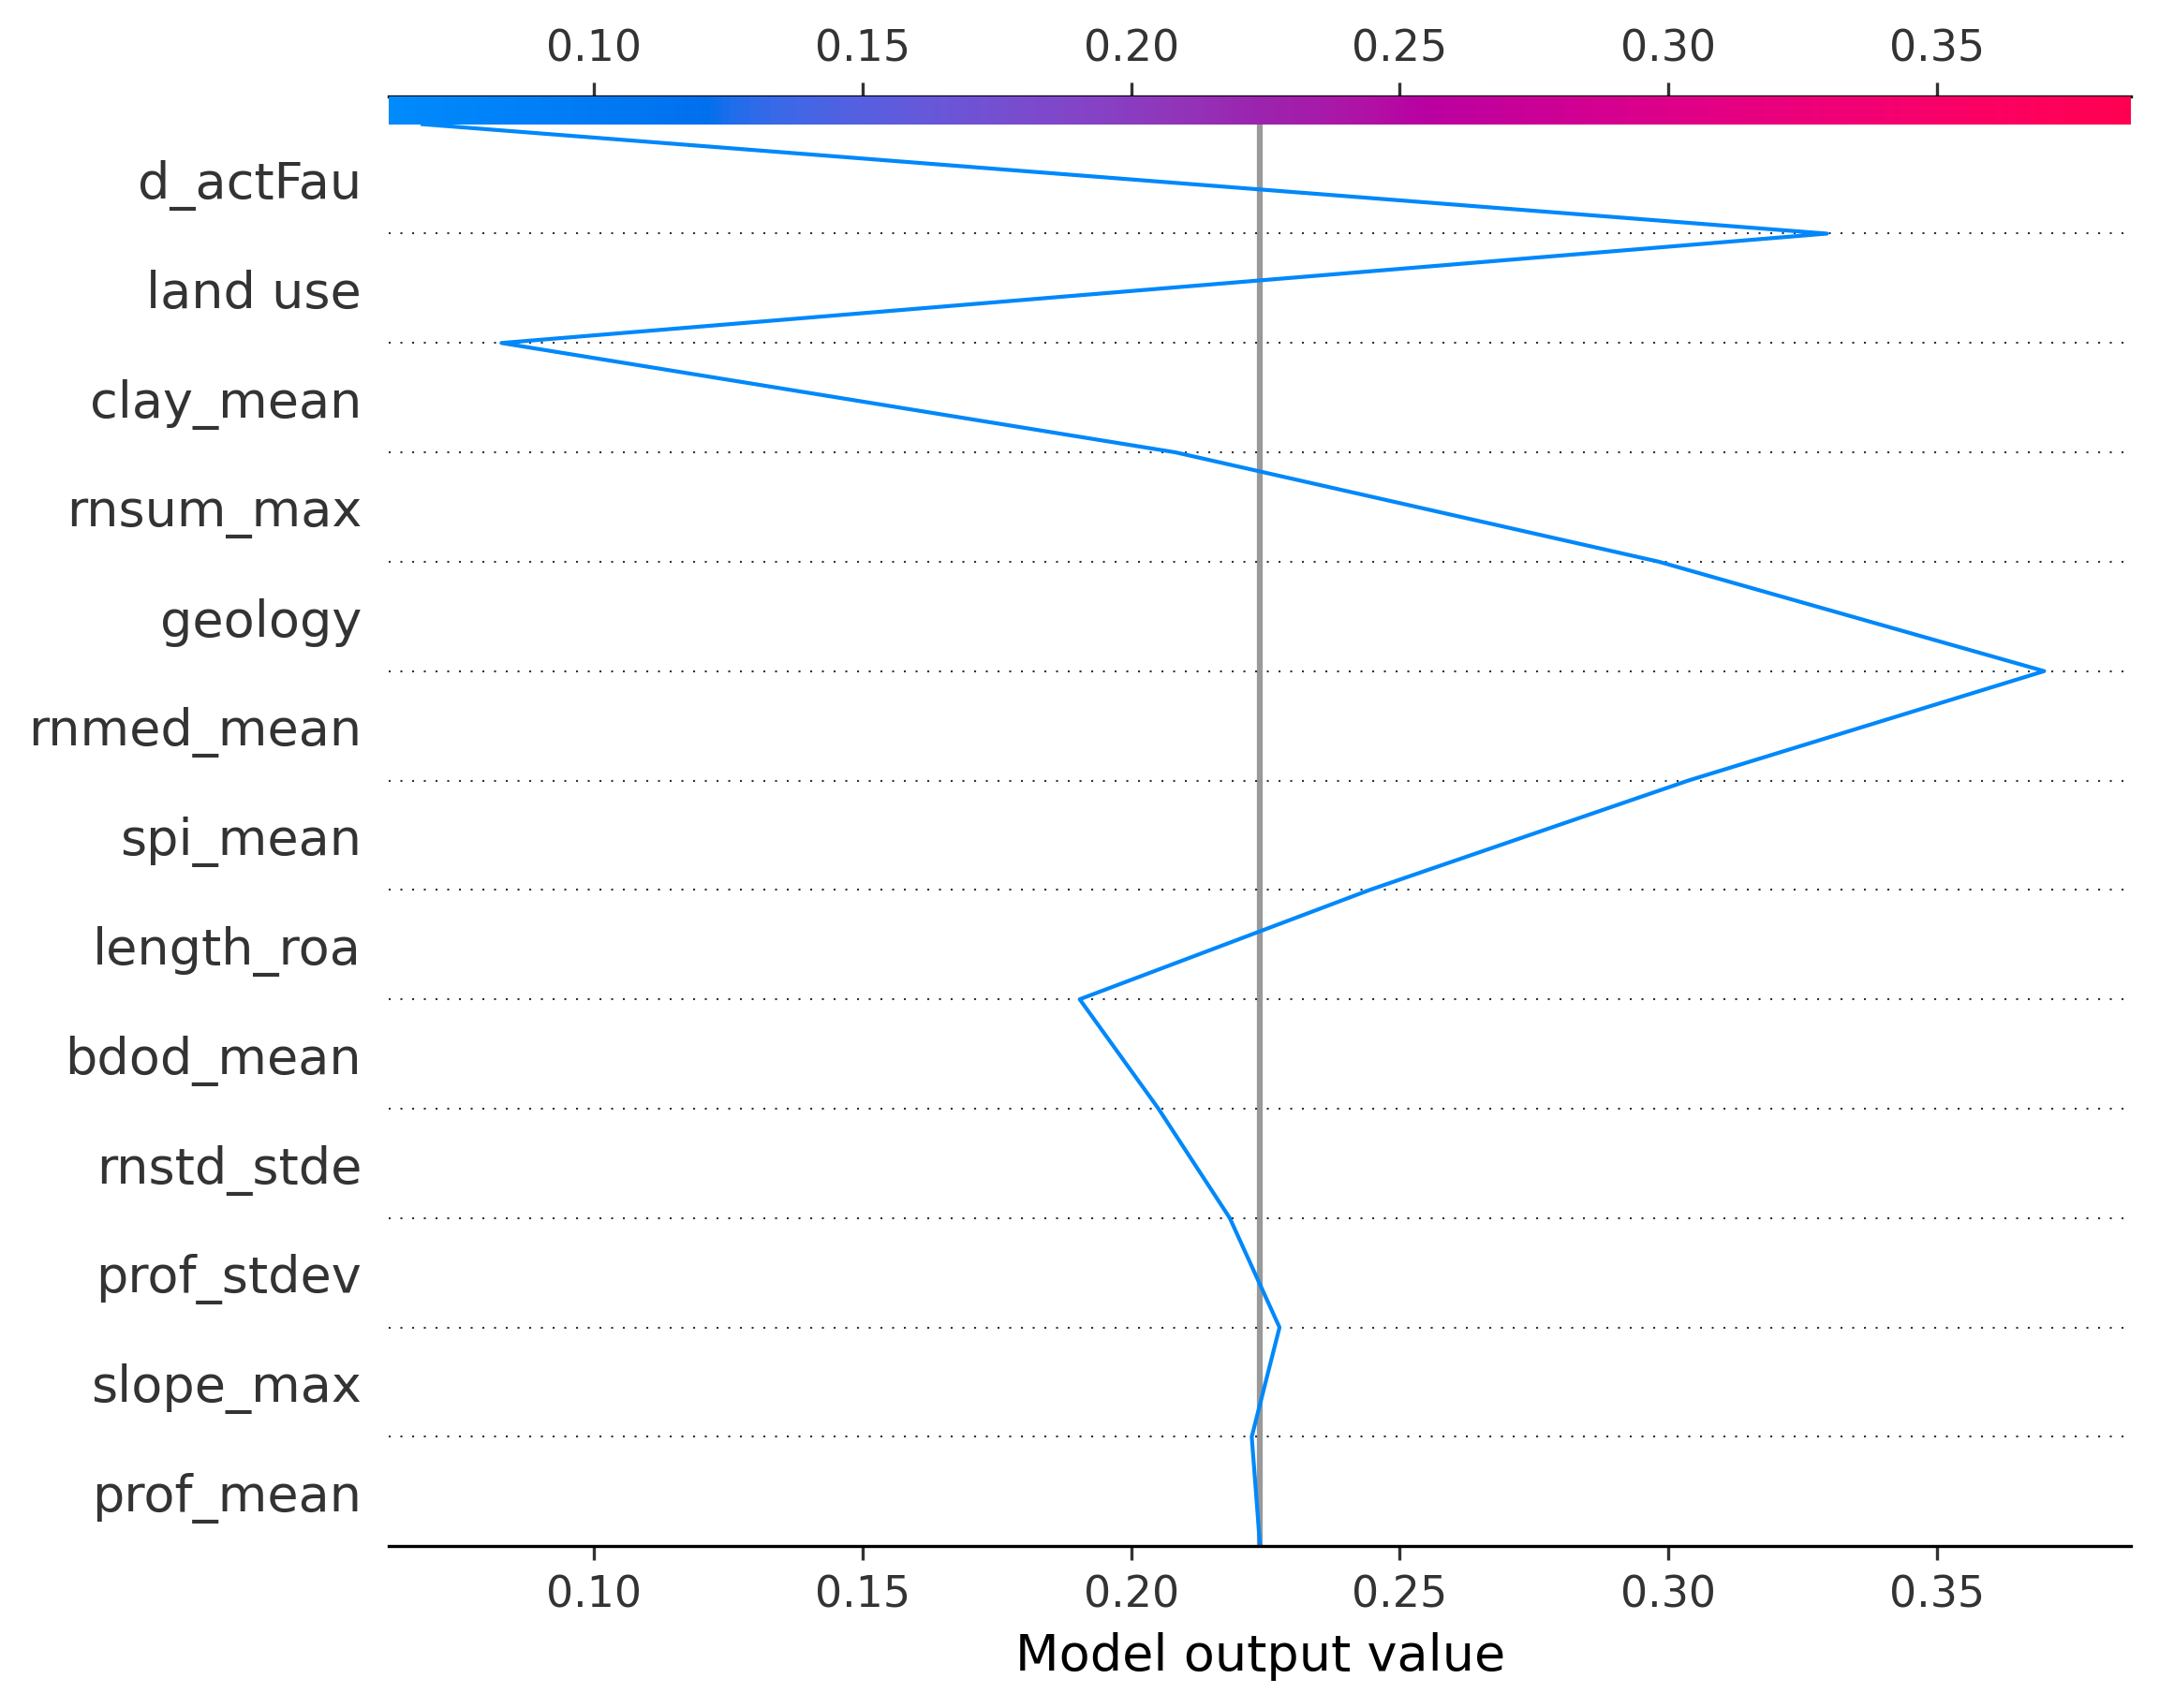 0.10 0.15 0.20 0.25 0.30 0.35
d_actFau
land use
clay_mean
rnsum_max
geology
rnmed_mean
spi_mean
length_roa
bdod_mean
rnstd_stde
prof_stdev
slope_max
prof_mean
0.10 0.15 0.20 0.25 0.30 0.35
Model output value